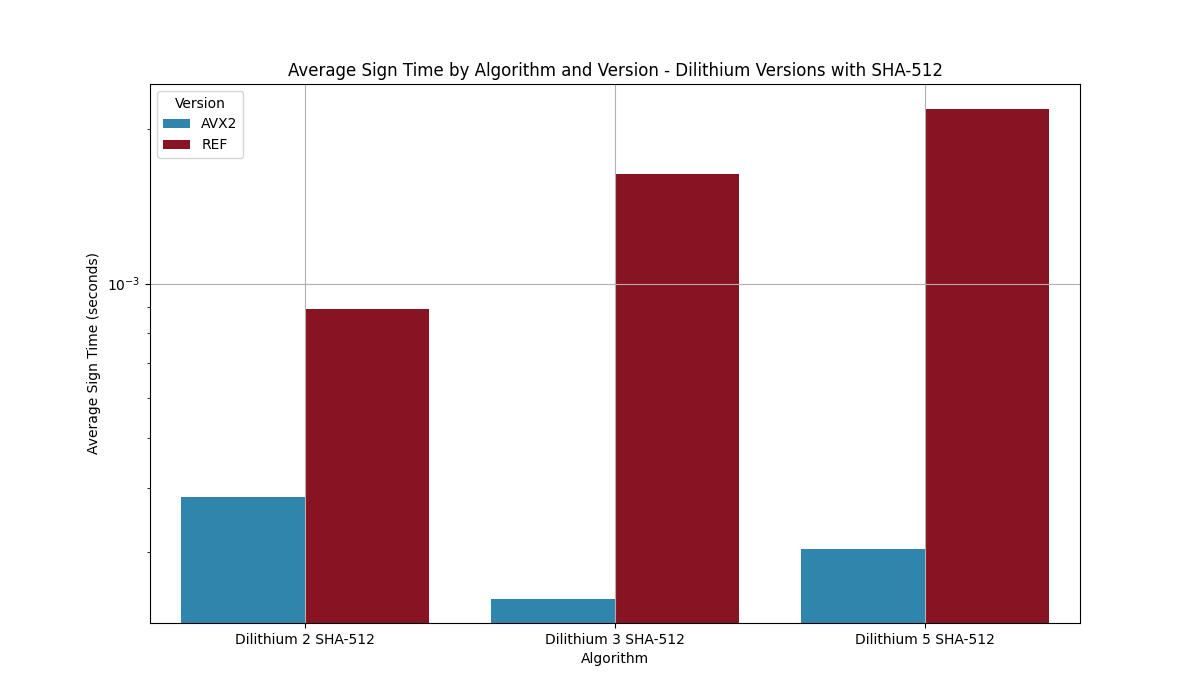 Average Sign Time by Algorithm and Version - Dilithium Versions with SHA-512
Version
AVX2
REF
Average Sign Time (seconds)
10⁻³
Dilithium 2 SHA-512
Dilithium 3 SHA-512
Dilithium 5 SHA-512
Algorithm